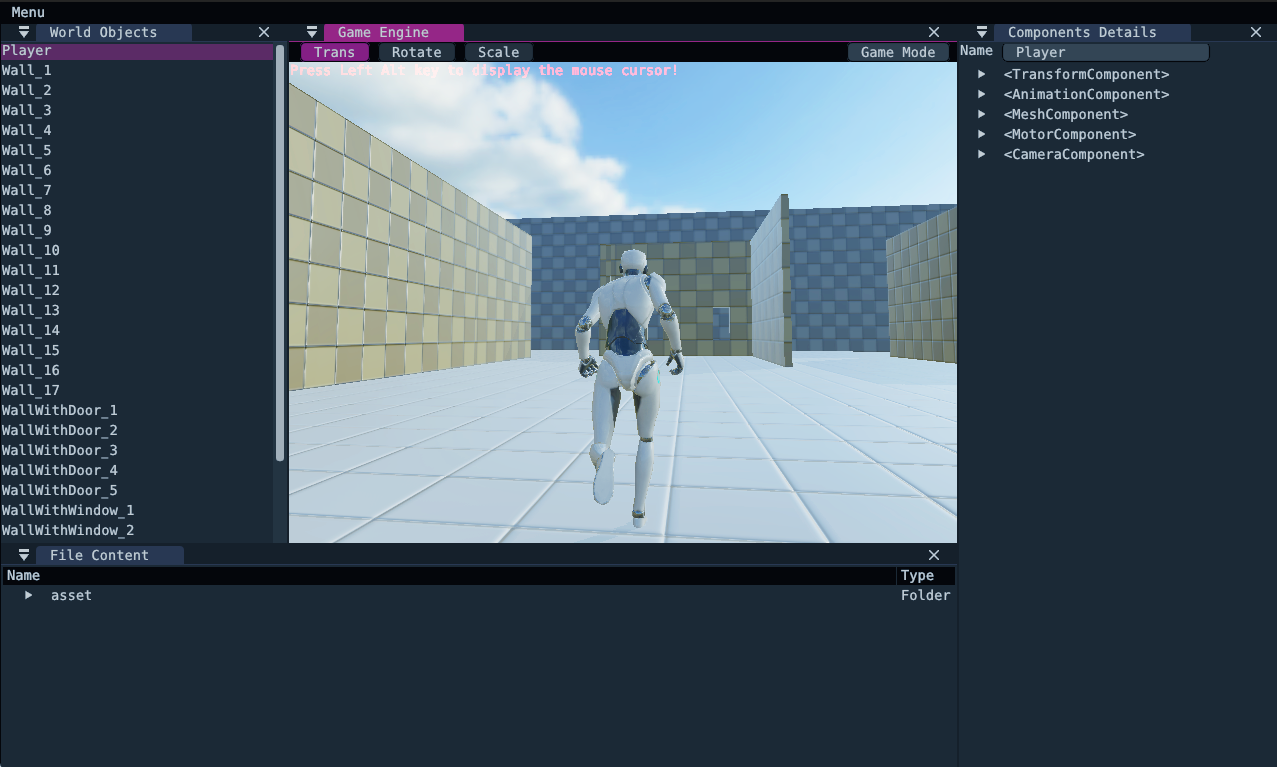 Menu
World Objects
Player
Wall_1
Wall_2
Wall_3
Wall_4
Wall_5
Wall_6
Wall_7
Wall_8
Wall_9
Wall_10
Wall_11
Wall_12
Wall_13
Wall_14
Wall_15
Wall_16
Wall_17
WallWithDoor_1
WallWithDoor_2
WallWithDoor_3
WallWithDoor_4
WallWithDoor_5
WallWithWindow_1
WallWithWindow_2
Game Engine
Trans Rotate Scale Game Mode
Press Left Alt key to display the mouse cursor!
Components Details
Name Player
<TransformComponent>
<AnimationComponent>
<MeshComponent>
<MotorComponent>
<CameraComponent>
File Content
Name Type
asset Folder